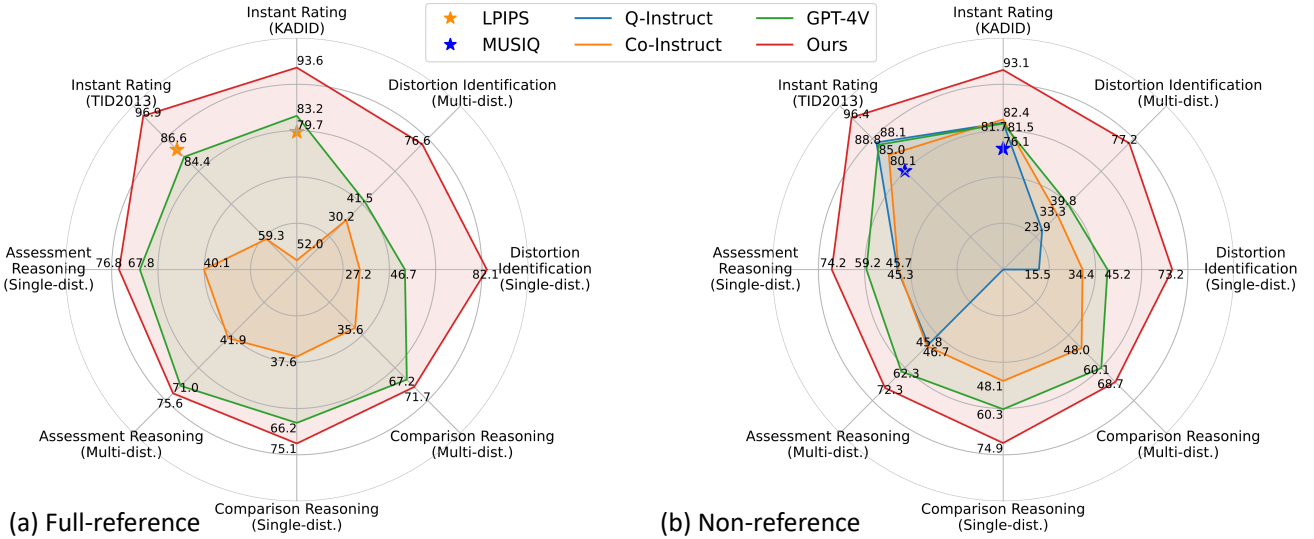 LPIPS
MUSIQ
Q-Instruct
Co-Instruct
GPT-4V
Ours
Instant Rating
(KADID)
93.6
Distortion Identification
(Multi-dist.)
76.6
Instant Rating
(TID2013)
96.9
86.6
84.4
83.2
79.7
41.5
30.2
59.3
52.0
Assessment
Reasoning
(Single-dist.)
76.8
67.8
40.1
27.2
46.7
82.1
Distortion
Identification
(Single-dist.)
41.9
37.6
35.6
71.0
75.6
67.2
71.7
66.2
75.1
Assessment Reasoning
(Multi-dist.)
Comparison Reasoning
(Multi-dist.)
Comparison Reasoning
(Single-dist.)
(a) Full-reference
Instant Rating
(KADID)
93.1
Distortion Identification
(Multi-dist.)
77.2
Instant Rating
(TID2013)
96.4
88.8
88.1
85.0
80.1
82.4
81.7
81.5
76.1
39.8
33.3
23.9
Assessment
Reasoning
(Single-dist.)
74.2
59.2
45.7
45.3
15.5
34.4
45.2
73.2
Distortion
Identification
(Single-dist.)
45.8
46.7
48.0
48.1
62.3
72.3
60.1
68.7
60.3
74.9
Assessment Reasoning
(Multi-dist.)
Comparison Reasoning
(Multi-dist.)
Comparison Reasoning
(Single-dist.)
(b) Non-reference